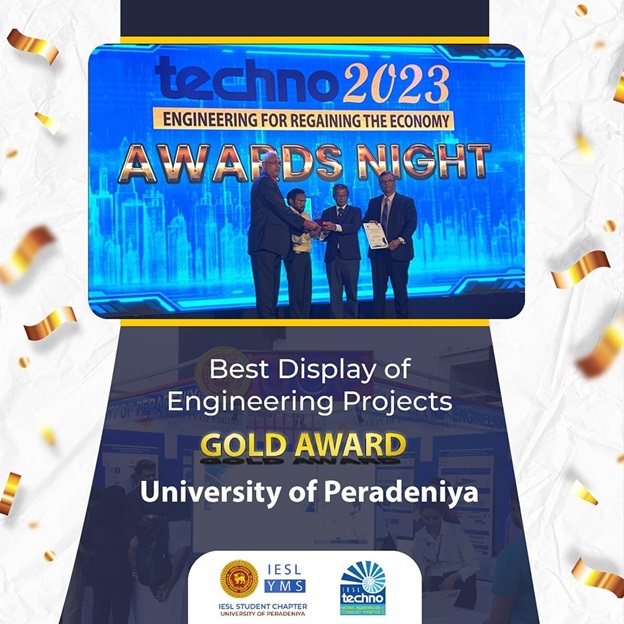 techno 2023
ENGINEERING FOR REGAINING THE ECONOMY
AWARDS NIGHT
Best Display of
Engineering Projects
GOLD AWARD
University of Peradeniya
IESL
YMS
IESL STUDENT CHAPTER
UNIVERSITY OF PERADENIYA
IESL
techno